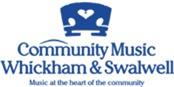 Community Music
Whickham & Swalwell
Music at the heart of the community